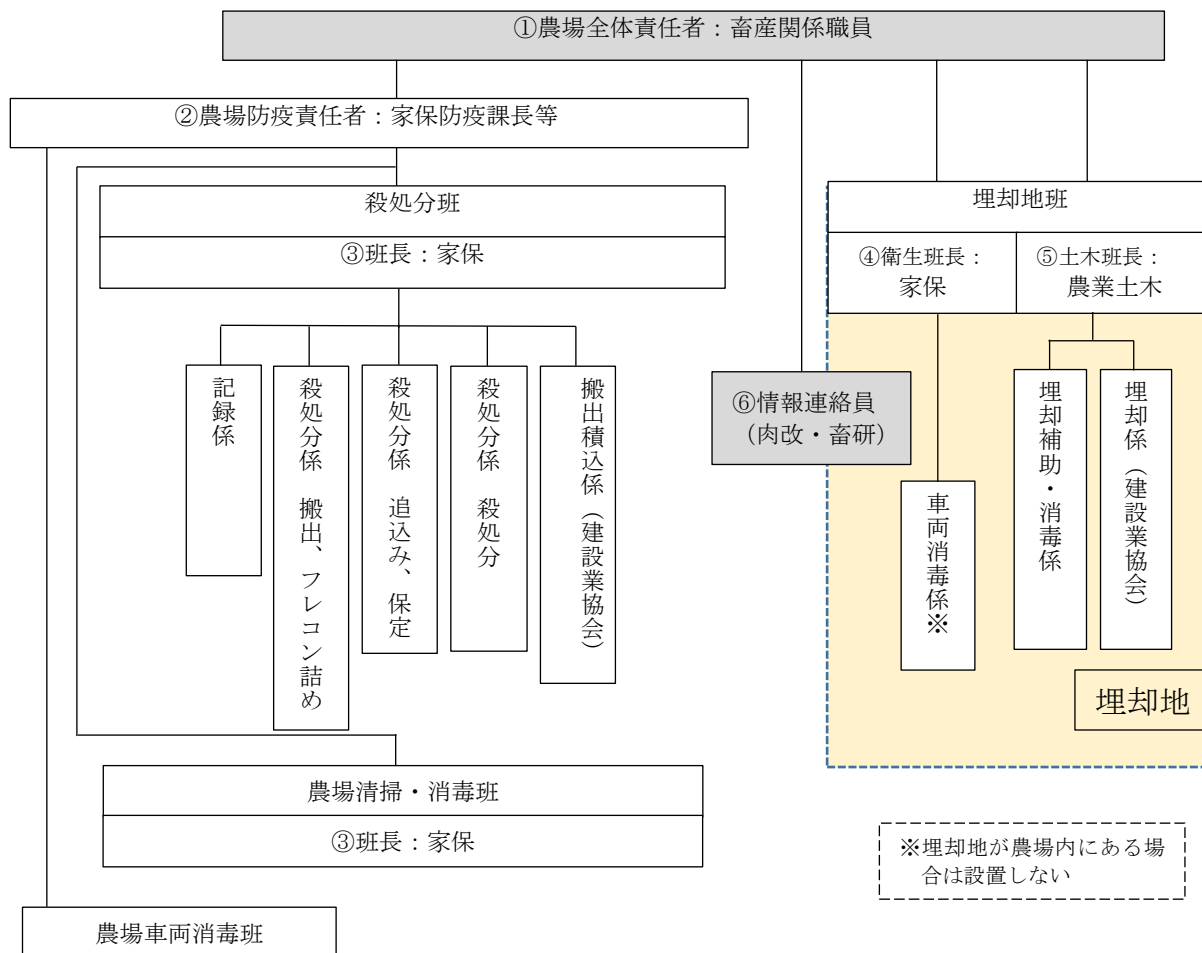 ①農場全体責任者：畜産関係職員
②農場防疫責任者：家保防疫課長等
殺処分班
③班長：家保
埋却地班
④衛生班長：
家保
⑤土木班長：
農業土木
記録係
殺処分係　搬出、フレコン詰め
殺処分係　追込み、保定
殺処分係　殺処分
搬出積込係（建設業協会）
⑥情報連絡員
（肉改・畜研）
車両消毒係※
埋却補助・消毒係
埋却係（建設業協会）
埋却地
農場清掃・消毒班
③班長：家保
※埋却地が農場内にある場
合は設置しない
農場車両消毒班